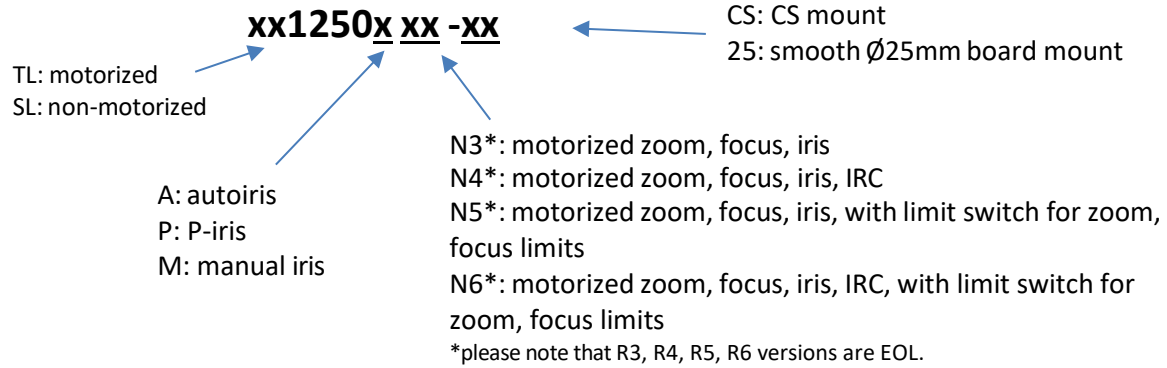 xx1250x xx -xx
CS: CS mount
25: smooth Ø25mm board mount
TL: motorized
SL: non-motorized
A: autoiris
P: P-iris
M: manual iris
N3*: motorized zoom, focus, iris
N4*: motorized zoom, focus, iris, IRC
N5*: motorized zoom, focus, iris, with limit switch for zoom,
focus limits
N6*: motorized zoom, focus, iris, IRC, with limit switch for
zoom, focus limits
*please note that R3, R4, R5, R6 versions are EOL.